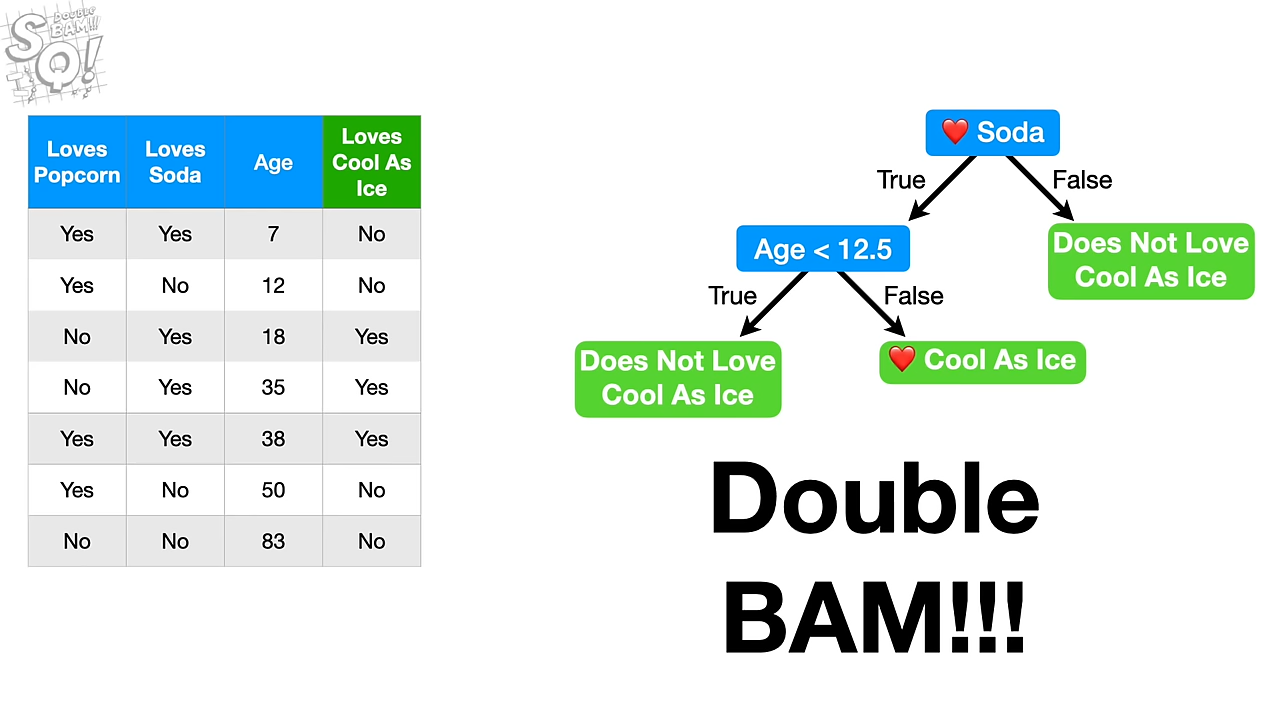 DOUBLE
BAM!!!
SQ!
Loves Popcorn Loves Soda Age Loves Cool As Ice
Yes Yes 7 No
Yes No 12 No
No Yes 18 Yes
No Yes 35 Yes
Yes Yes 38 Yes
Yes No 50 No
No No 83 No
❤️ Soda
True False
Age < 12.5
Does Not Love
Cool As Ice
True False
Does Not Love
Cool As Ice
❤️ Cool As Ice
Double
BAM!!!